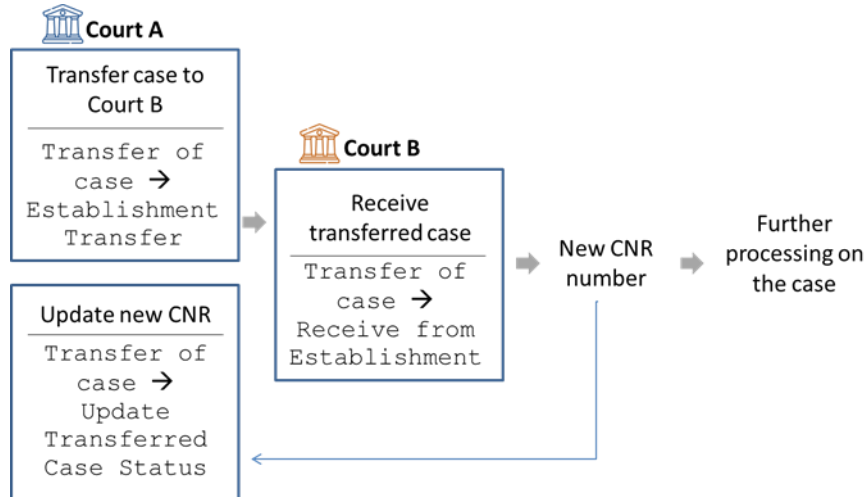 Court A
Transfer case to
Court B
Transfer of
case →
Establishment
Transfer
Court B
Receive
transferred case
Transfer of
case →
Receive from
Establishment
New CNR
number
Further
processing on
the case
Update new CNR
Transfer of
case →
Update
Transferred
Case Status